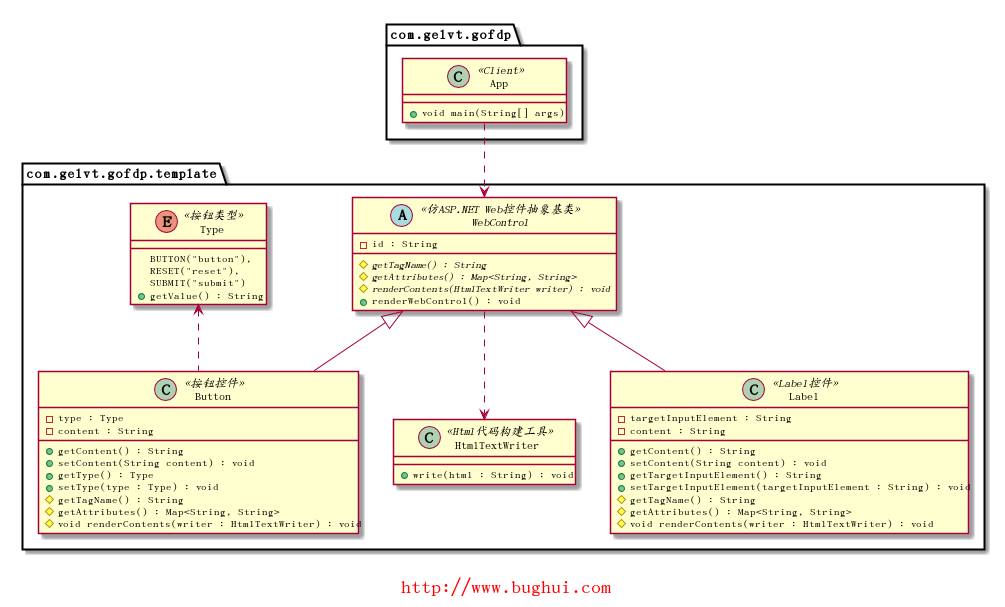 com.gelvt.gofdp
«Client»
C
App
void main(String[] args)
com.gelvt.gofdp.template
«按钮类型»
E
Type
BUTTON("button"),
RESET("reset"),
SUBMIT("submit")
getValue() : String
«仿ASP.NET Web控件抽象基类»
A
WebControl
id : String
getTagName() : String
getAttributes() : Map<String, String>
renderContents(HtmlTextWriter writer) : void
renderWebControl() : void
«按钮控件»
C
Button
type : Type
content : String
getContent() : String
setContent(String content) : void
getType() : Type
setType(type : Type) : void
getTagName() : String
getAttributes() : Map<String, String>
void renderContents(writer : HtmlTextWriter) : void
«Html代码构建工具»
C
HtmlTextWriter
write(html : String) : void
«Label控件»
C
Label
targetInputElement : String
content : String
getContent() : String
setContent(String content) : void
getTargetInputElement() : String
setTargetInputElement(targetInputElement : String) : void
getTagName() : String
getAttributes() : Map<String, String>
void renderContents(writer : HtmlTextWriter) : void
http://www.bughui.com